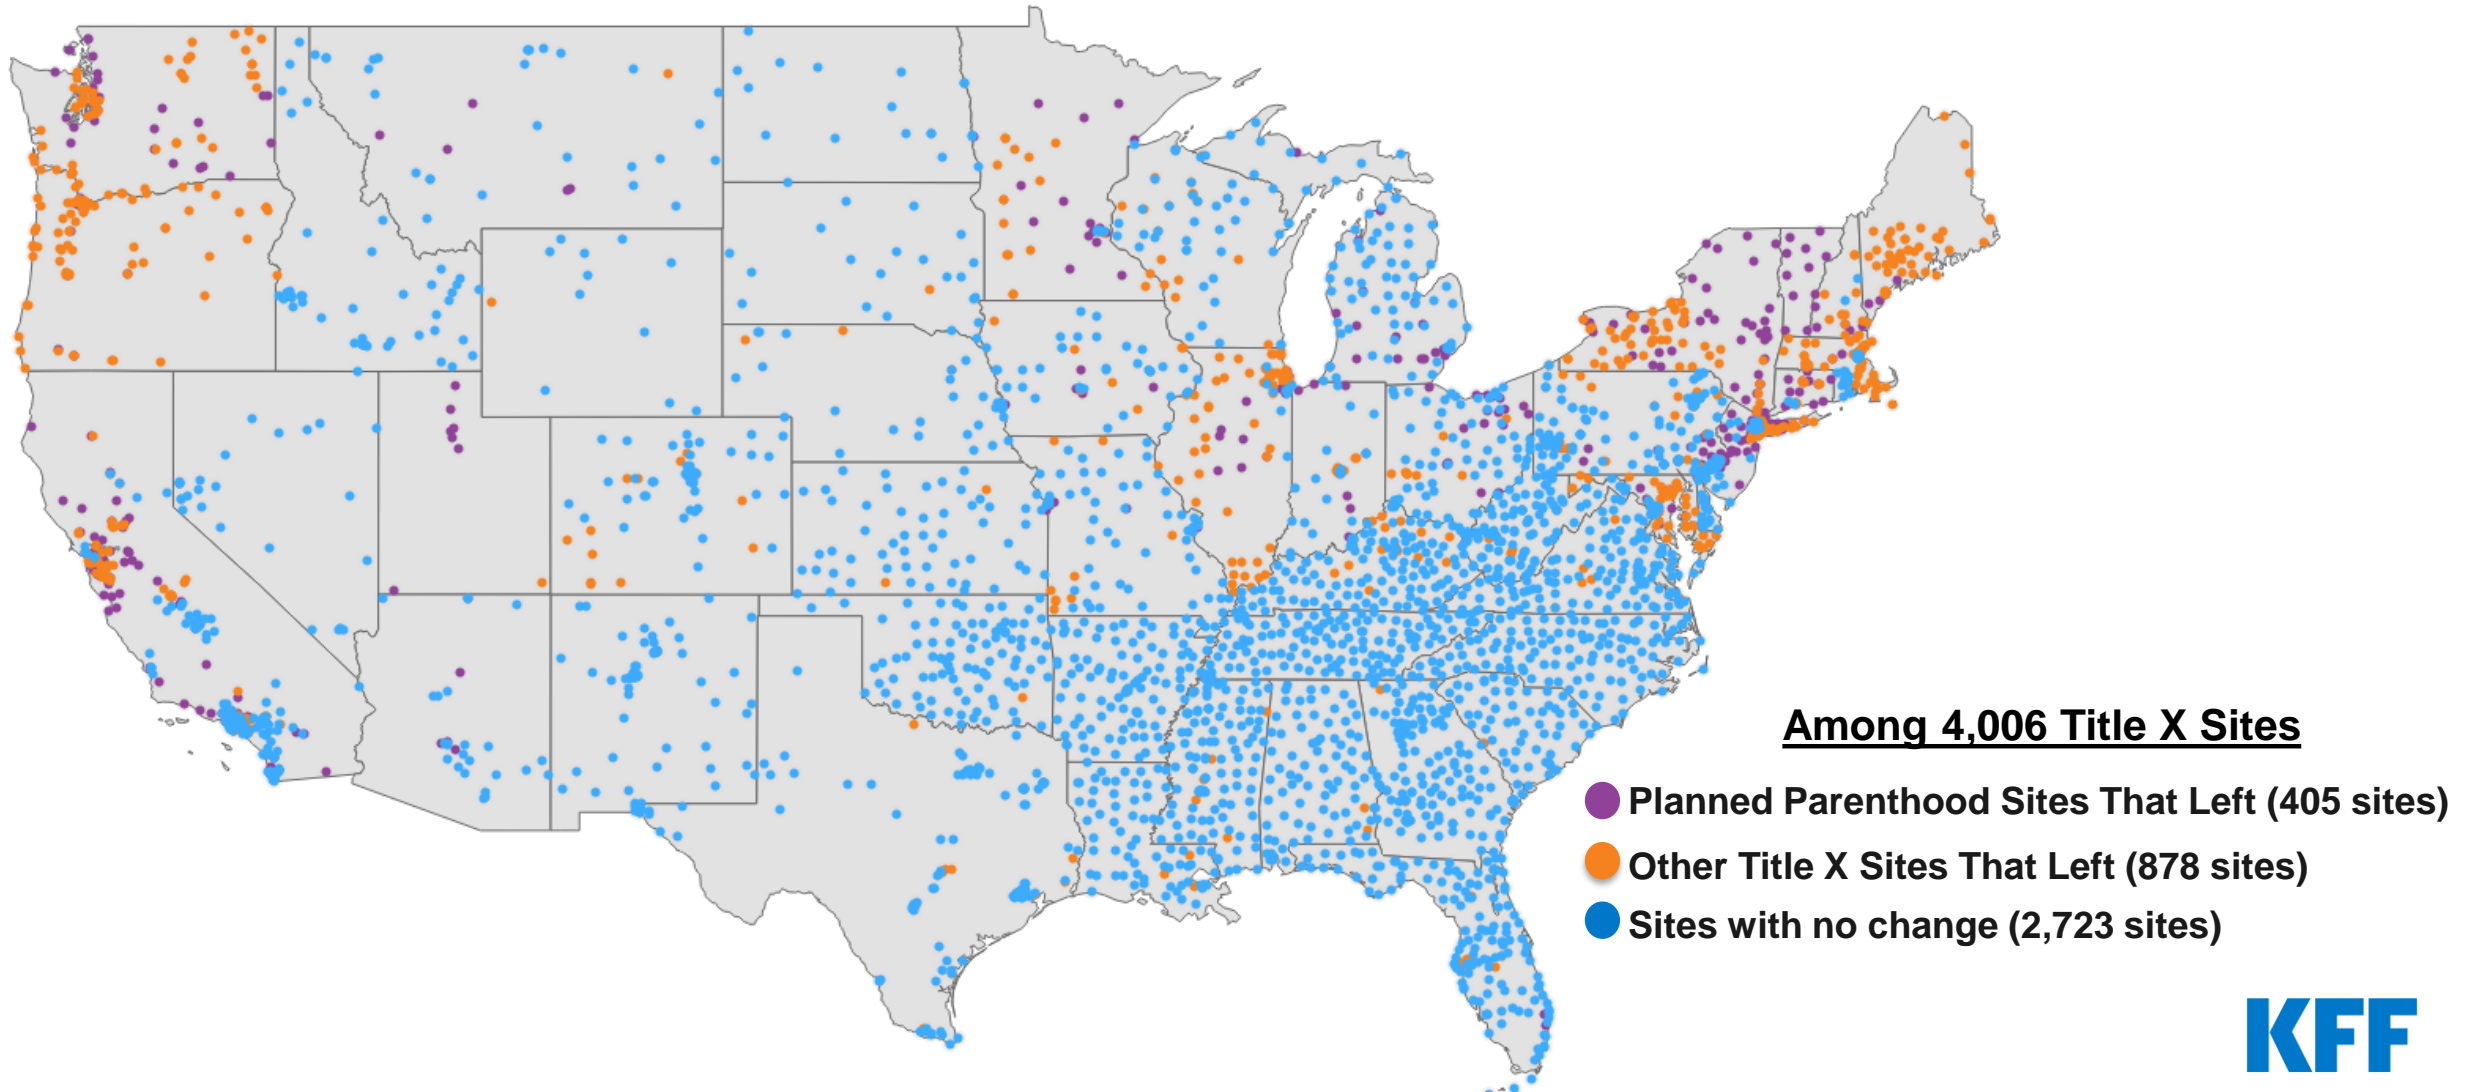 Among 4,006 Title X Sites
Planned Parenthood Sites That Left (405 sites)
Other Title X Sites That Left (878 sites)
Sites with no change (2,723 sites)
KFF